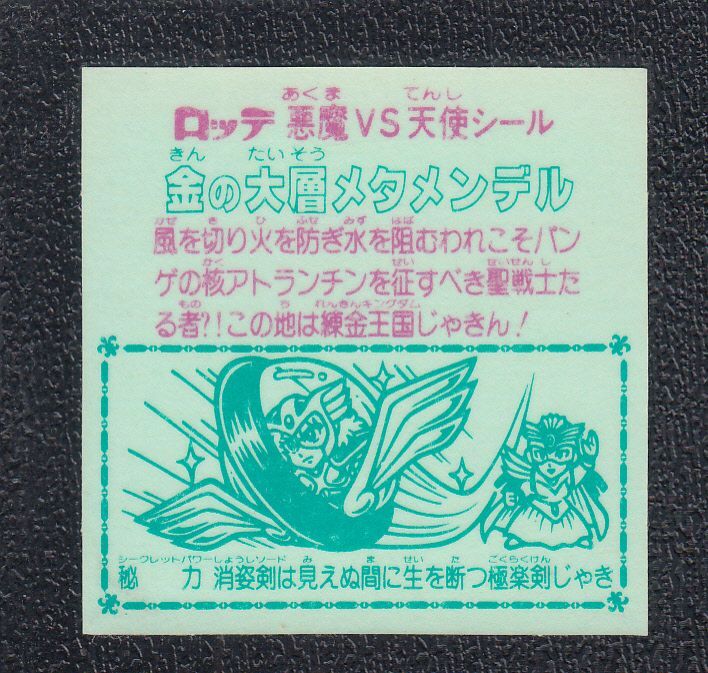 あくま てんし
ロッテ 悪魔VS天使シール
きん たいそう
金の大層メタメンデル
かぜ き ひ ふせ みず はば
風を切り火を防ぎ水を阻むわれこそパン
かく せい せいせんし
ゲの核アトランチンを征すべき聖戦士た
もの ち れんきんキングダム
る者?!この地は練金王国じゃきん!
シークレットパワーしょうしソード み ま せい た ごくらくけん
秘 力 消姿剣は見えぬ間に生を断つ極楽剣じゃき